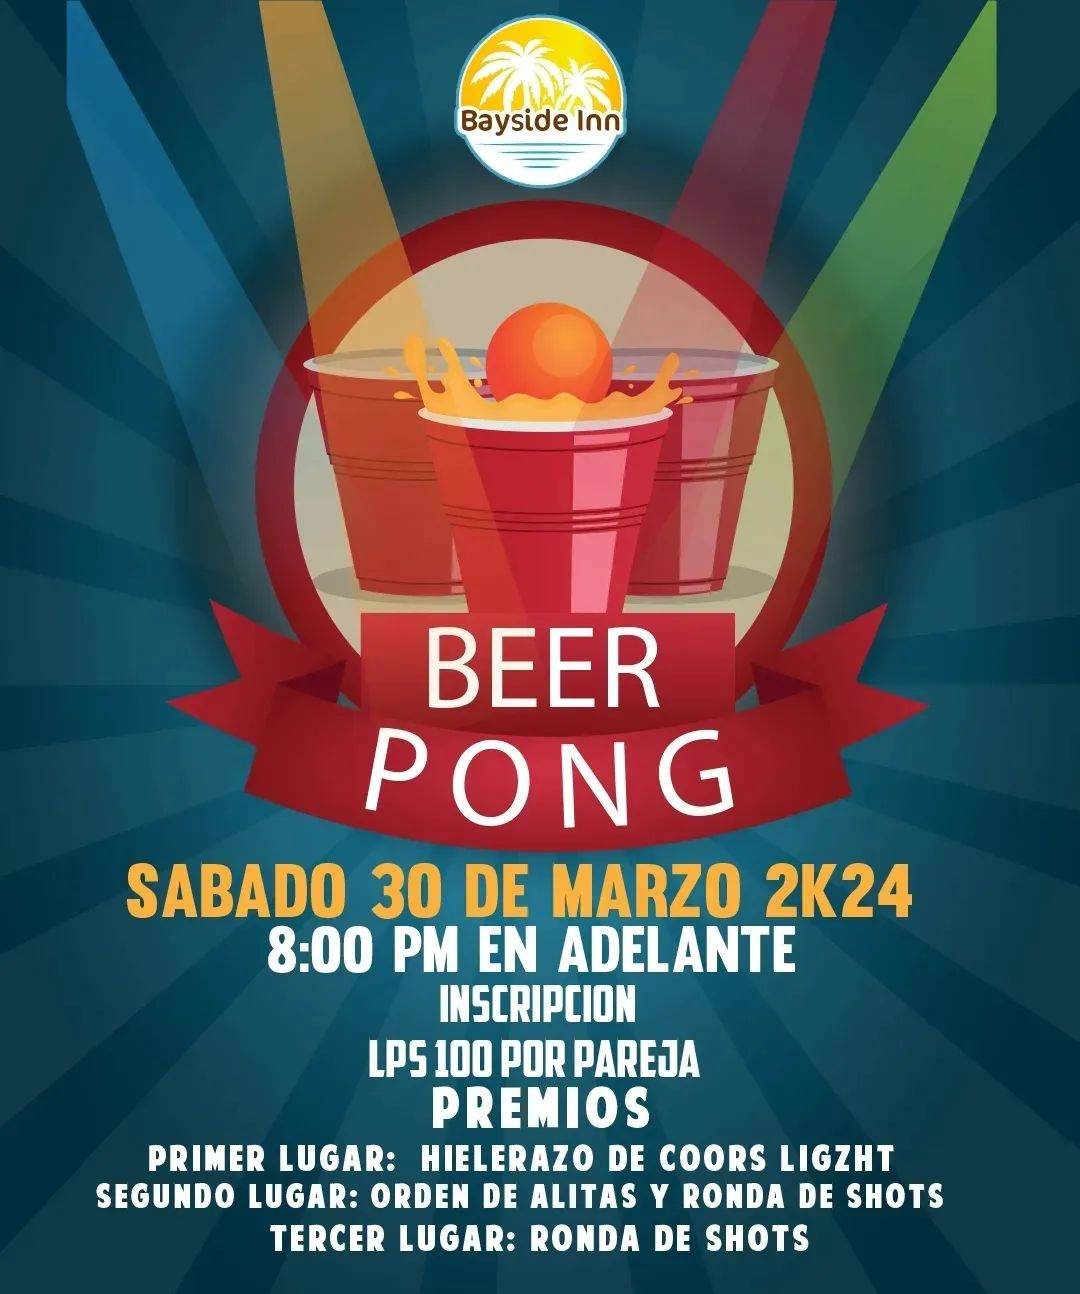 Bayside Inn
BEER
PONG
SABADO 30 DE MARZO 2K24
8:00 PM EN ADELANTE
INSCRIPCION
LPS 100 POR PAREJA
PREMIOS
PRIMER LUGAR: HIELERAZO DE COORS LIGZHT
SEGUNDO LUGAR: ORDEN DE ALITAS Y RONDA DE SHOTS
TERCER LUGAR: RONDA DE SHOTS